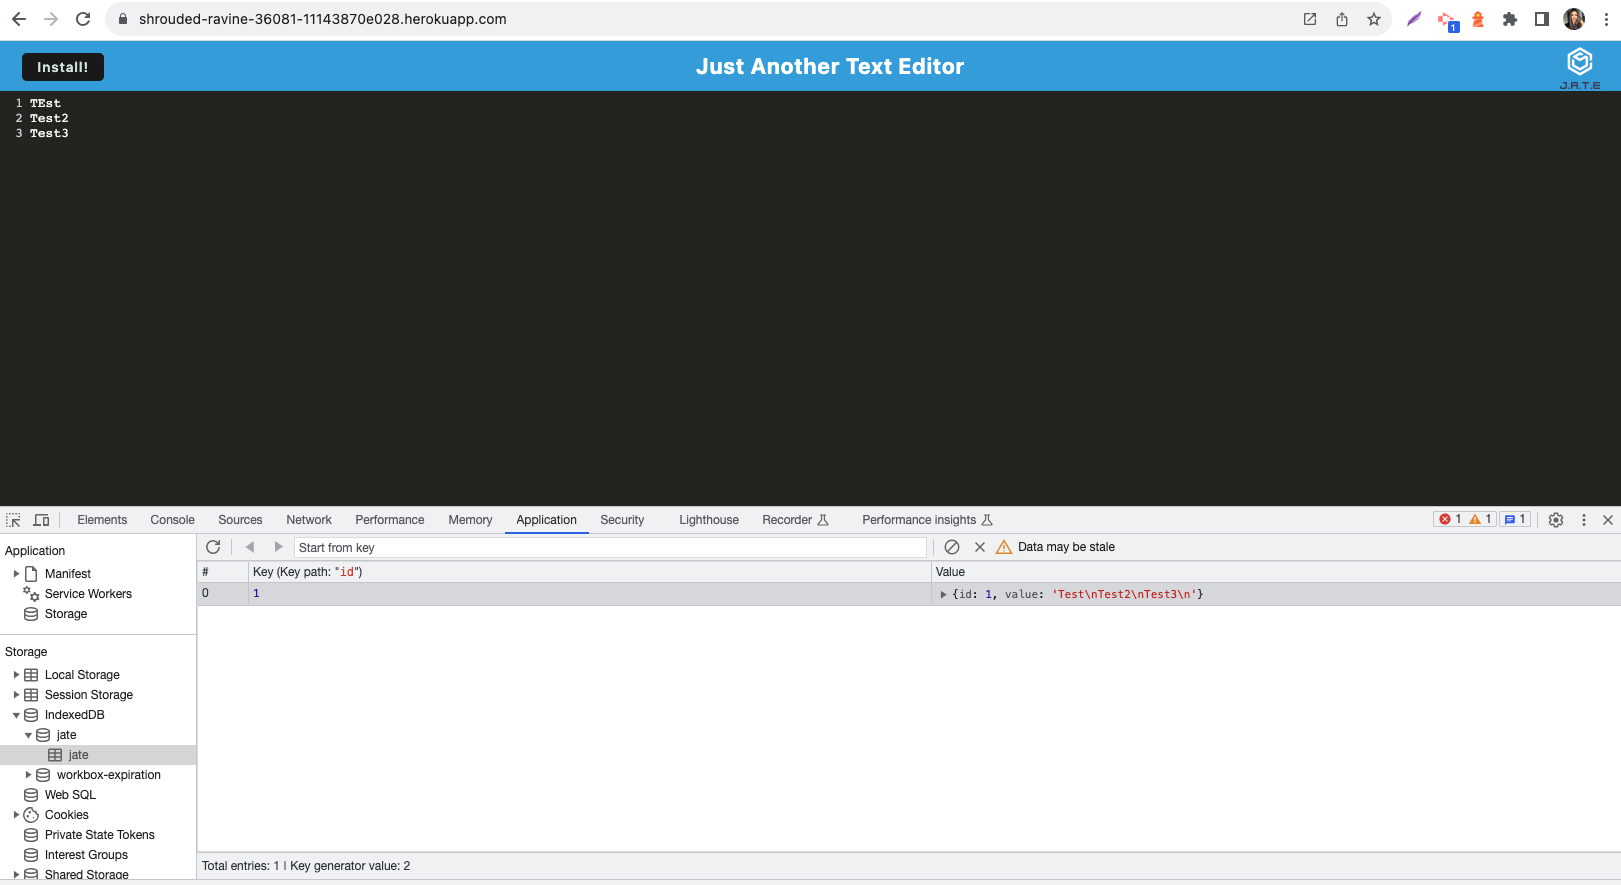 shrouded-ravine-36081-11143870e028.herokuapp.com
1
Install!
Just Another Text Editor
J.A.T.E
1 TEst
2 Test2
3 Test3
Elements Console Sources Network Performance Memory Application Security Lighthouse Recorder Performance insights 1 1 1
Application
Manifest
Service Workers
Storage
Storage
Local Storage
Session Storage
IndexedDB
jate
jate
workbox-expiration
Web SQL
Cookies
Private State Tokens
Interest Groups
Shared Storage
Start from key Data may be stale
# Key (Key path: "id") Value
0 1 {id: 1, value: 'Test\nTest2\nTest3\n'}
Total entries: 1 | Key generator value: 2